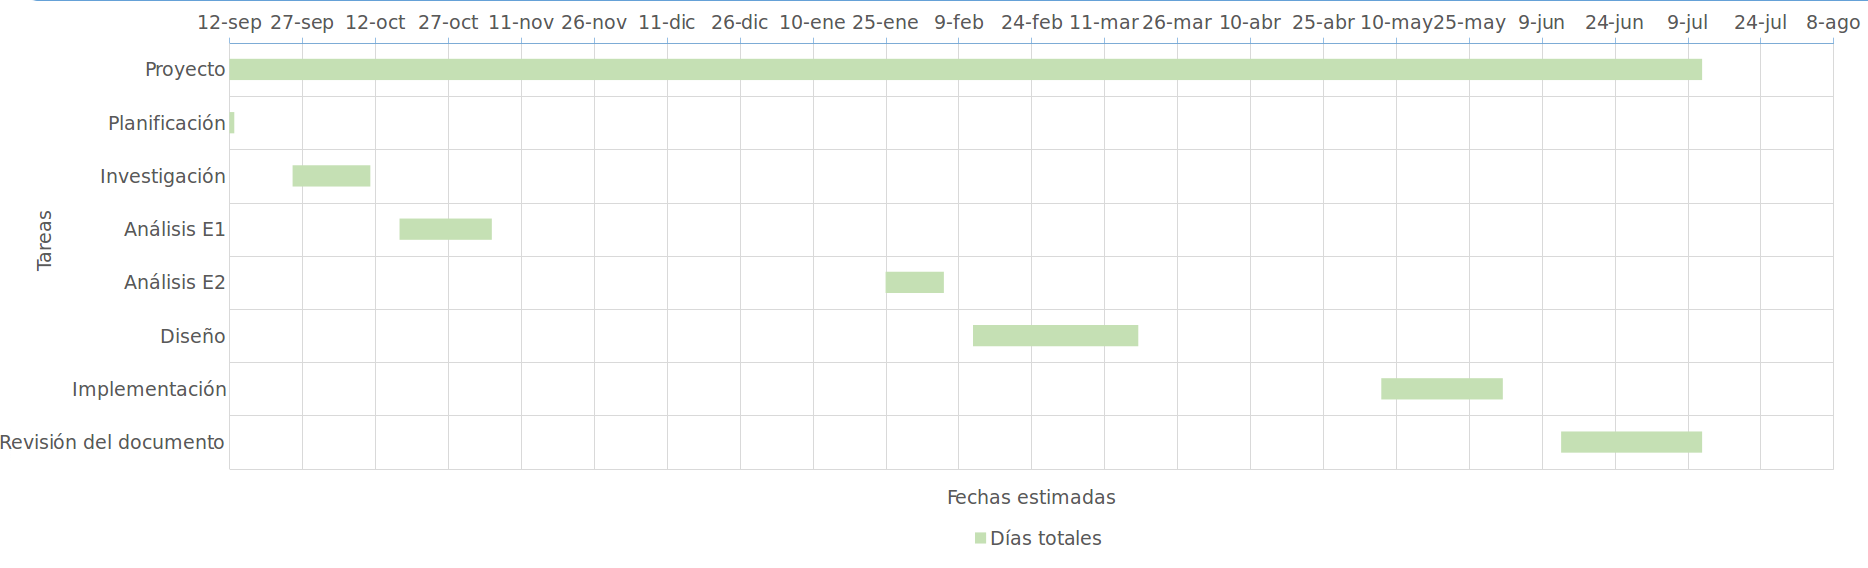 12-sep 27-sep 12-oct 27-oct 11-nov 26-nov 11-dic 26-dic 10-ene 25-ene 9-feb 24-feb 11-mar 26-mar 10-abr 25-abr 10-may 25-may 9-jun 24-jun 9-jul 24-jul 8-ago
Proyecto
Planificación
Investigación
Análisis E1
Tareas
Análisis E2
Diseño
Implementación
Revisión del documento
Fechas estimadas
Días totales